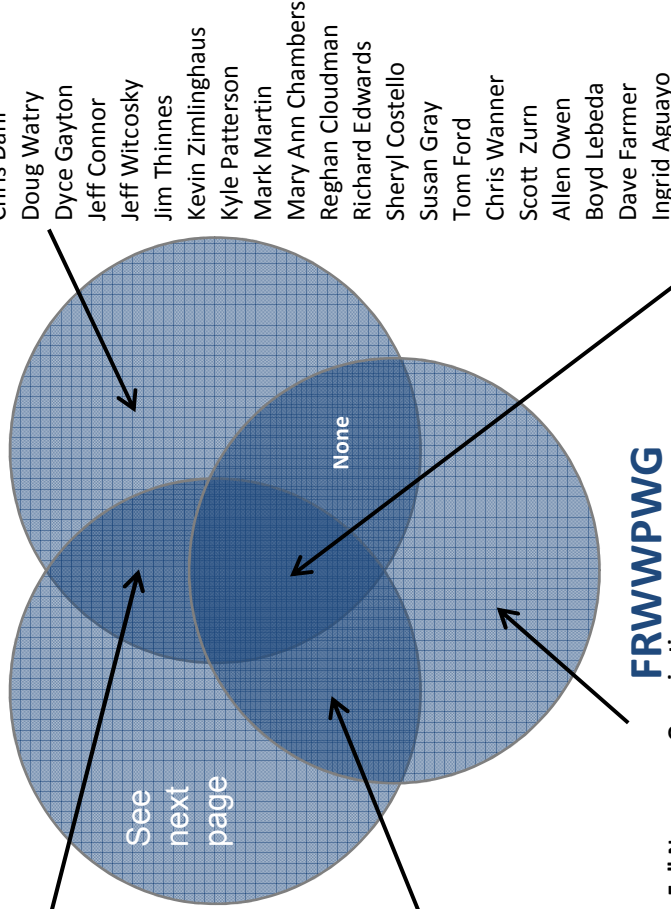 Doug Watry
Dyce Gayton
Jeff Connor
Jeff Witcosky
Jim Thinnes
Kevin Zimlinghaus
Kyle Patterson
Mark Martin
Mary Ann Chambers
Reghan Cloudman
Richard Edwards
Sheryl Costello
Susan Gray
Tom Ford
Chris Wanner
Scott Zurn
Allen Owen
Boyd Lebeda
Dave Farmer
Ingrid Aguayo
None
See
next
page
FRWWPWG